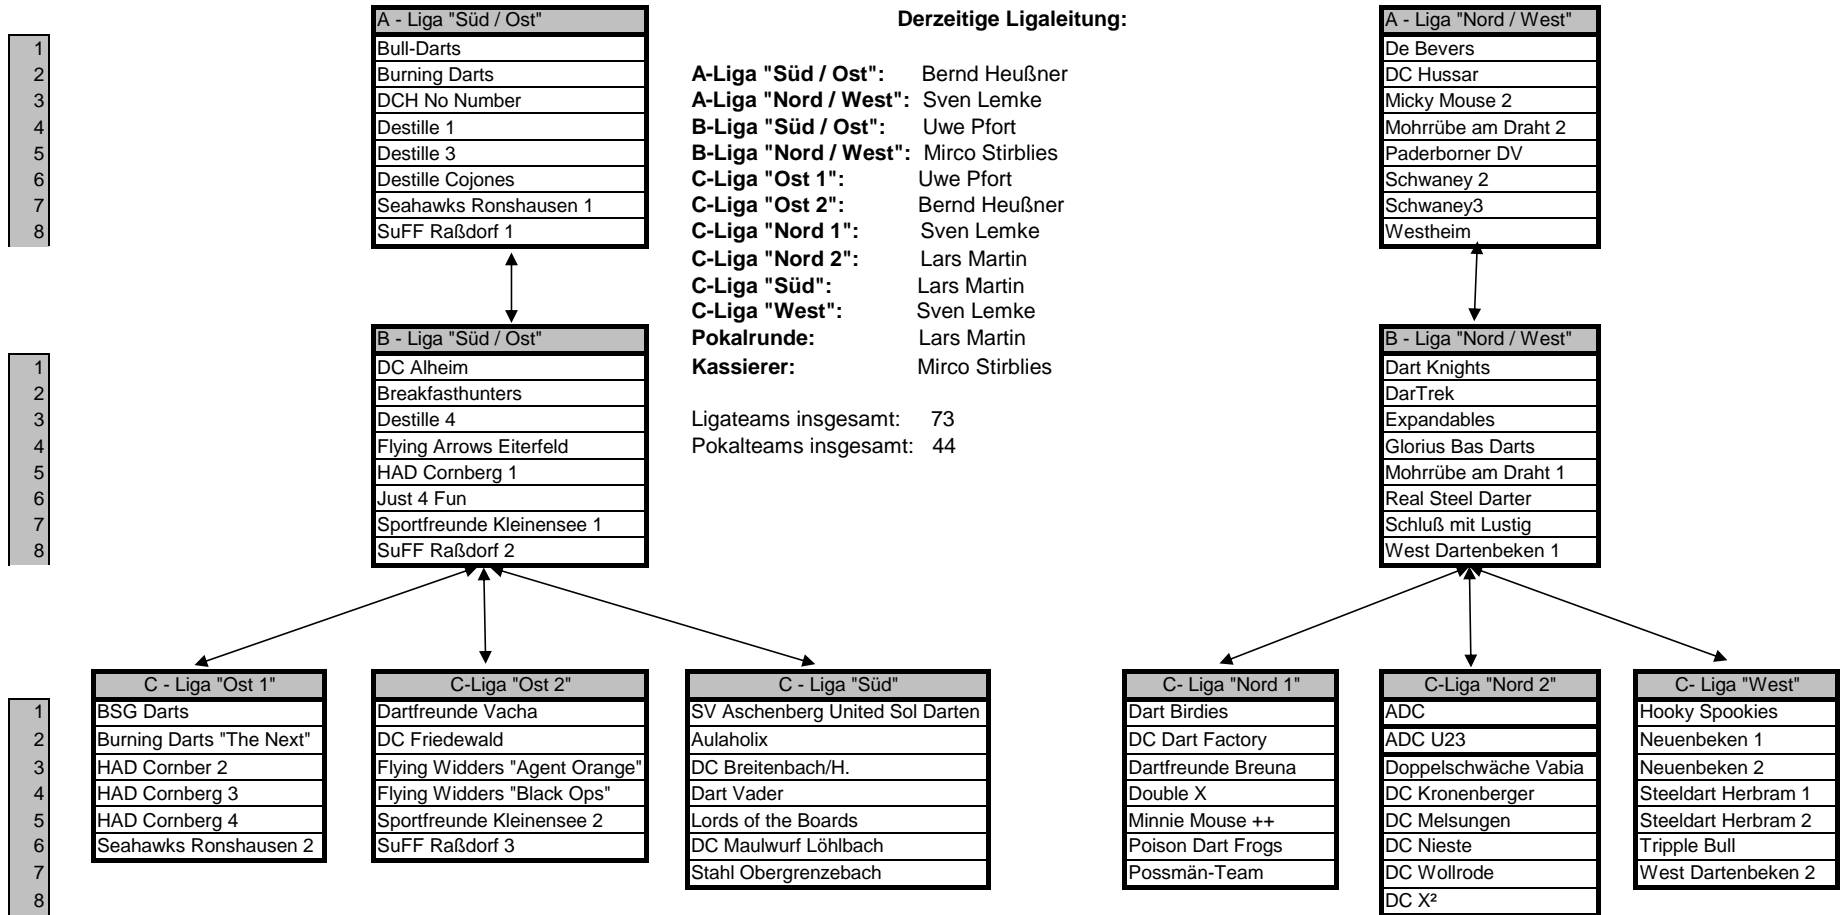 A - Liga "Süd / Ost"
1 Bull-Darts
2 Burning Darts
3 DCH No Number
4 Destille 1
5 Destille 3
6 Destille Cojones
7 Seahawks Ronshausen 1
8 SuFF Raßdorf 1
Derzeitige Ligaleitung:
A-Liga "Süd / Ost": Bernd Heußner
A-Liga "Nord / West": Sven Lemke
B-Liga "Süd / Ost": Uwe Pfort
B-Liga "Nord / West": Mirco Stirblies
C-Liga "Ost 1": Uwe Pfort
C-Liga "Ost 2": Bernd Heußner
C-Liga "Nord 1": Sven Lemke
C-Liga "Nord 2": Lars Martin
C-Liga "Süd": Lars Martin
C-Liga "West": Sven Lemke
Pokalrunde: Lars Martin
Kassierer: Mirco Stirblies
Ligateams insgesamt: 73
Pokalteams insgesamt: 44
A - Liga "Nord / West"
De Bevers
DC Hussar
Micky Mouse 2
Mohrrübe am Draht 2
Paderborner DV
Schwaney 2
Schwaney3
Westheim
B - Liga "Süd / Ost"
1 DC Alheim
2 Breakfasthunters
3 Destille 4
4 Flying Arrows Eiterfeld
5 HAD Cornberg 1
6 Just 4 Fun
7 Sportfreunde Kleinensee 1
8 SuFF Raßdorf 2
B - Liga "Nord / West"
Dart Knights
DarTrek
Expandables
Glorius Bas Darts
Mohrrübe am Draht 1
Real Steel Darter
Schluß mit Lustig
West Dartenbeken 1
C - Liga "Ost 1"
1 BSG Darts
2 Burning Darts "The Next"
3 HAD Cornber 2
4 HAD Cornberg 3
5 HAD Cornberg 4
6 Seahawks Ronshausen 2
7
8
C-Liga "Ost 2"
Dartfreunde Vacha
DC Friedewald
Flying Widders "Agent Orange"
Flying Widders "Black Ops"
Sportfreunde Kleinensee 2
SuFF Raßdorf 3
C - Liga "Süd"
SV Aschenberg United Sol Darten
Aulaholix
DC Breitenbach/H.
Dart Vader
Lords of the Boards
DC Maulwurf Löhlbach
Stahl Obergrenzebach
C- Liga "Nord 1"
Dart Birdies
DC Dart Factory
Dartfreunde Breuna
Double X
Minnie Mouse ++
Poison Dart Frogs
Possmän-Team
C-Liga "Nord 2"
ADC
ADC U23
Doppelschwäche Vabia
DC Kronenberger
DC Melsungen
DC Nieste
DC Wollrode
DC X²
C- Liga "West"
Hooky Spookies
Neuenbeken 1
Neuenbeken 2
Steeldart Herbram 1
Steeldart Herbram 2
Tripple Bull
West Dartenbeken 2